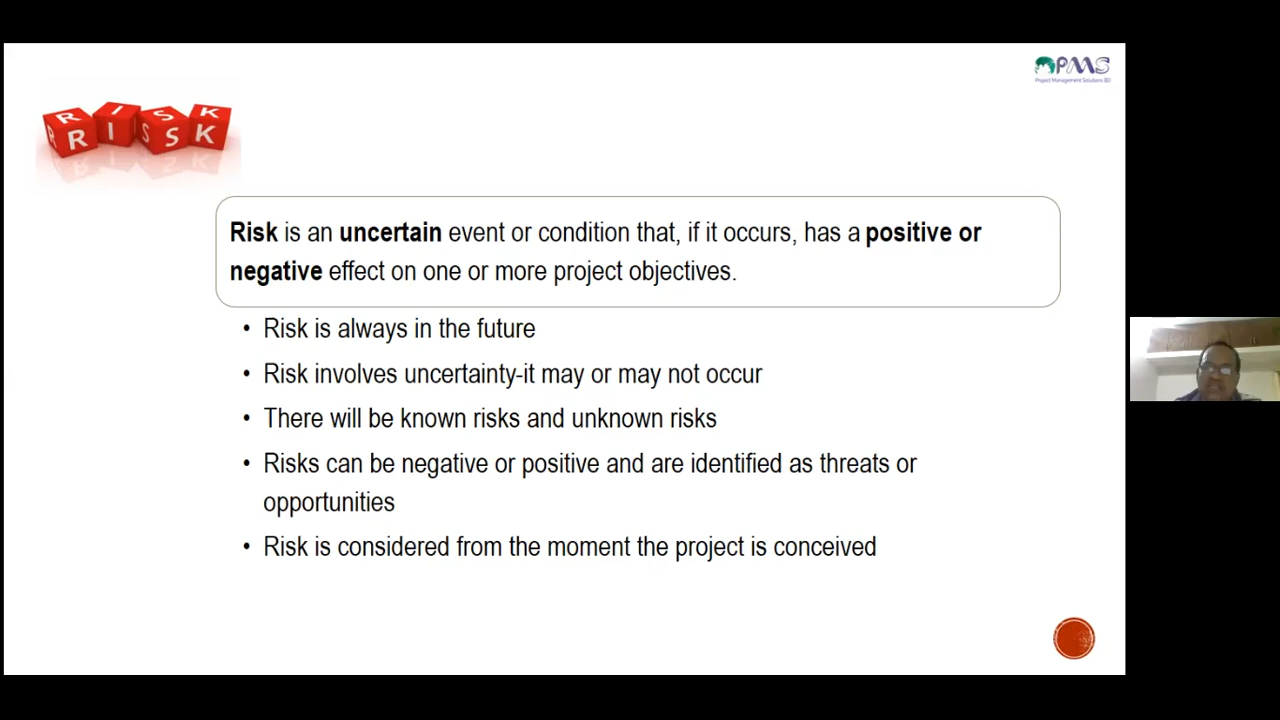 PMS
Project Management Solutions BD
RISK
RISK
Risk is an uncertain event or condition that, if it occurs, has a positive or
negative effect on one or more project objectives.
• Risk is always in the future
• Risk involves uncertainty-it may or may not occur
• There will be known risks and unknown risks
• Risks can be negative or positive and are identified as threats or
opportunities
• Risk is considered from the moment the project is conceived